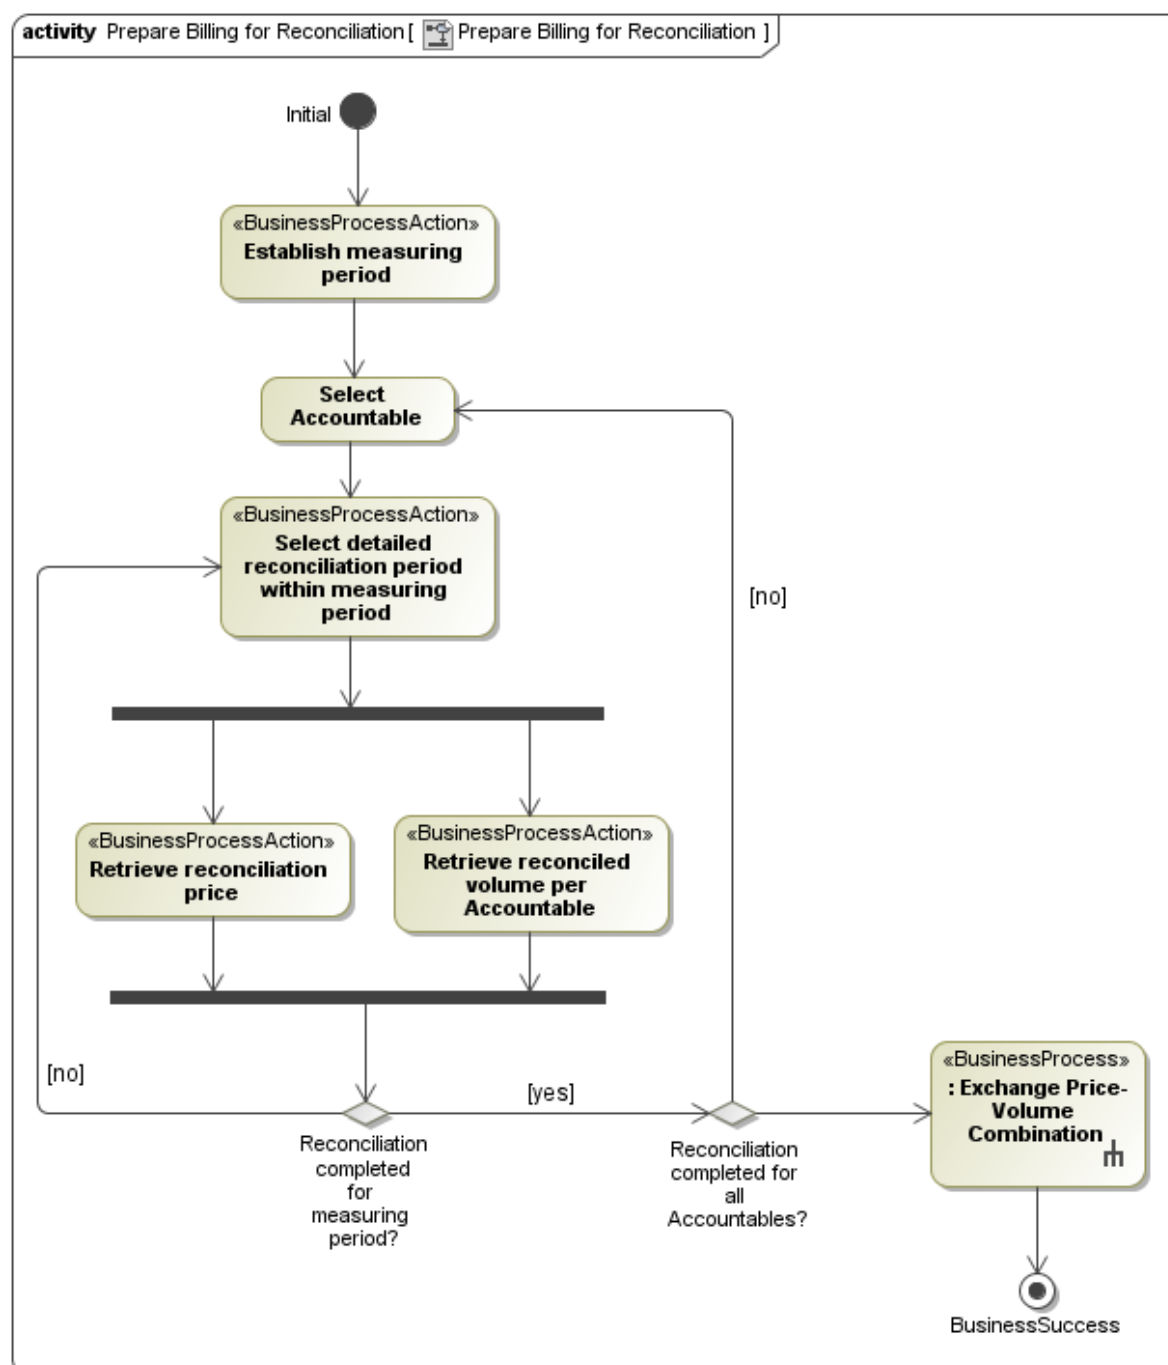 activity Prepare Billing for Reconciliation [ Prepare Billing for Reconciliation ]
Initial
«BusinessProcessAction»
Establish measuring
period
Select
Accountable
«BusinessProcessAction»
Select detailed
reconciliation period
within measuring
period
[no]
«BusinessProcessAction»
Retrieve reconciliation
price
«BusinessProcessAction»
Retrieve reconciled
volume per
Accountable
[no]
[yes]
Reconciliation
completed
for
measuring
period?
Reconciliation
completed for
all
Accountables?
«BusinessProcess»
: Exchange Price-
Volume
Combination
BusinessSuccess